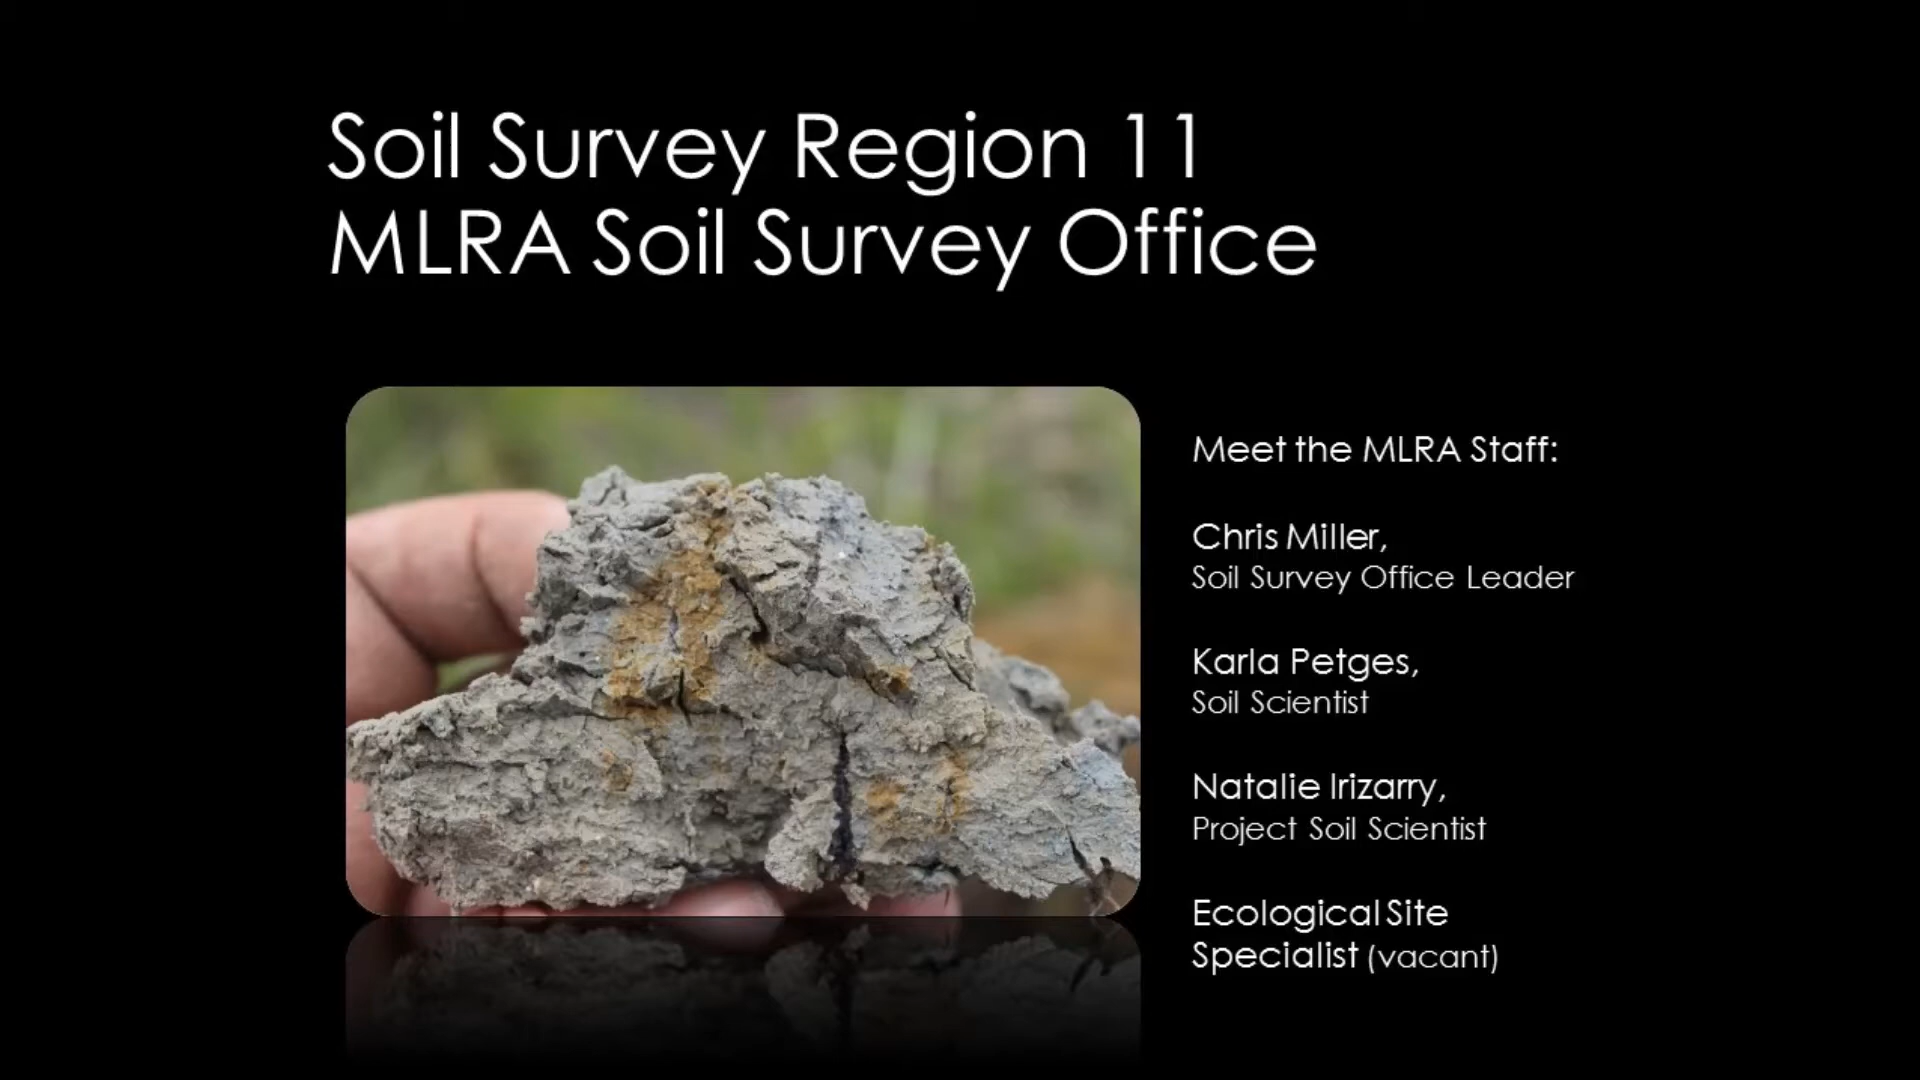 Soil Survey Region 11
MLRA Soil Survey Office
Meet the MLRA Staff:
Chris Miller,
Soil Survey Office Leader
Karla Petges,
Soil Scientist
Natalie Irizarry,
Project Soil Scientist
Ecological Site
Specialist (vacant)